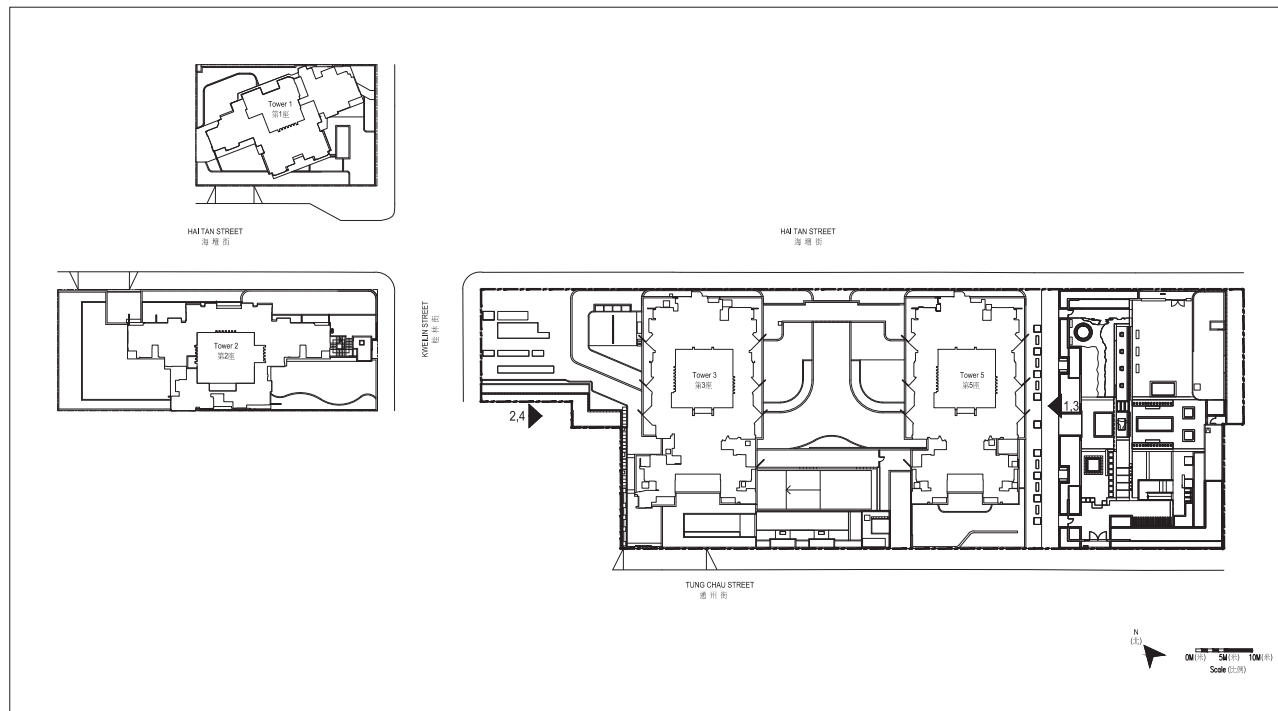 Tower 1
第1座
HAI TAN STREET
海壇街
HAI TAN STREET
海壇街
KWEILIN STREET
桂林街
Tower 2
第2座
Tower 3
第3座
Tower 5
第5座
2,4
1,3
TUNG CHAU STREET
通州街
N
(北)
0M(米) 5M(米) 10M(米)
Scale (比例)